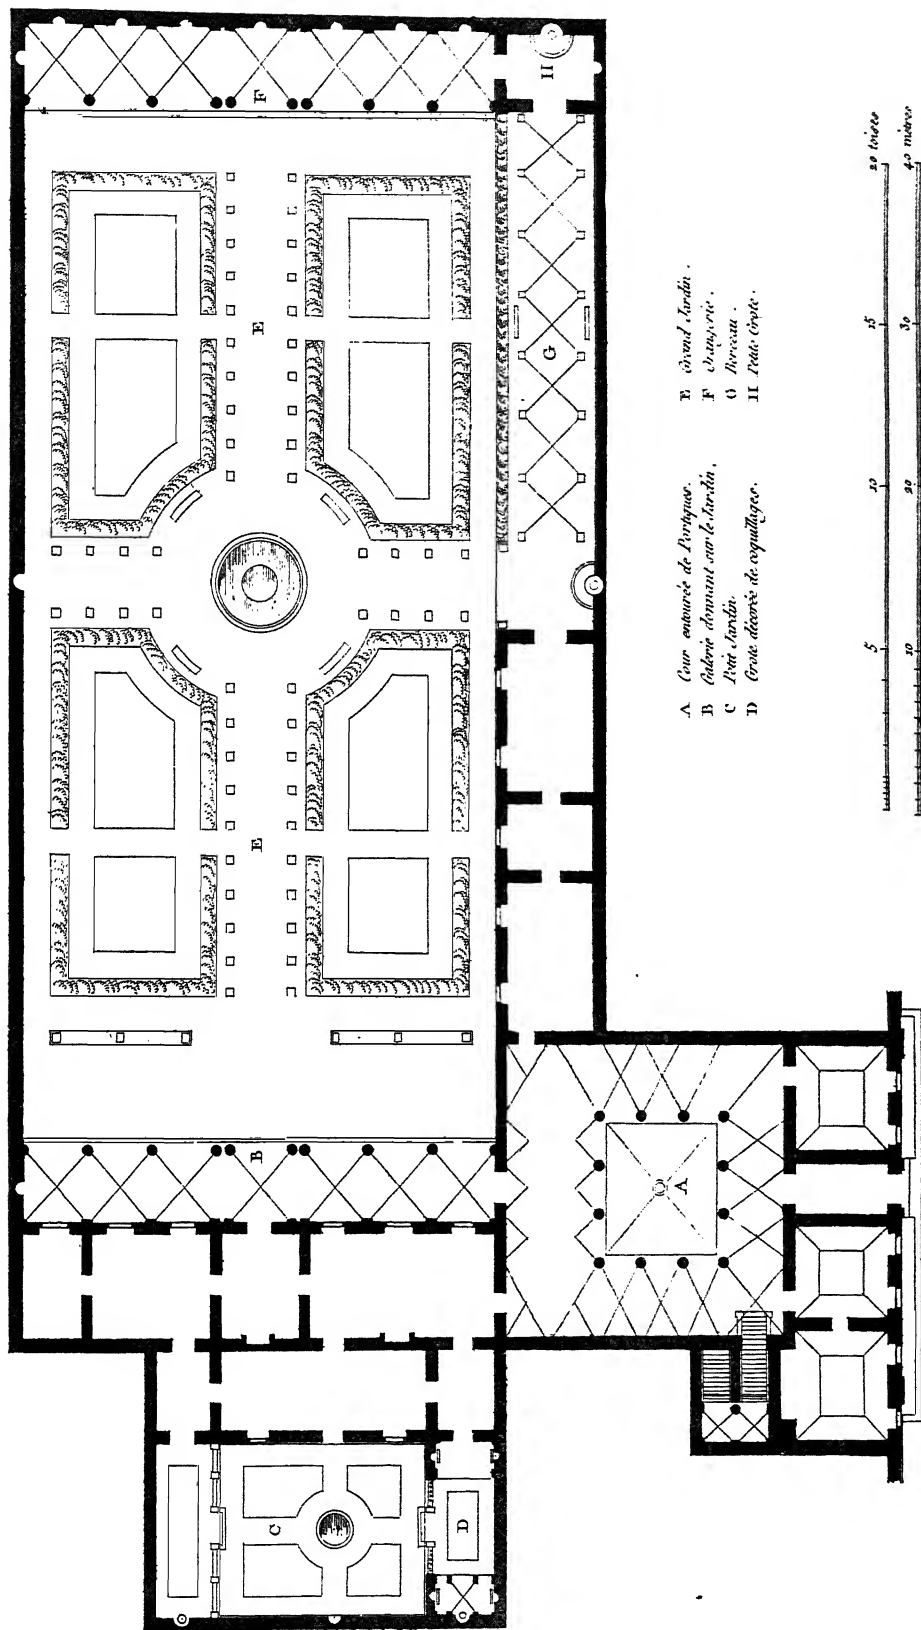 A Cour entourée de Portiques.
B Galerie donnant sur le Jardin.
C Petit Jardin.
D Grote décorée de coquillages.
E Grand Jardin.
F Orangerie.
G Berceau.
H Petite Grote.
5 10 15 20 toises
10 20 30 40 mètres
F
H
E
G
E
B
A
C
D